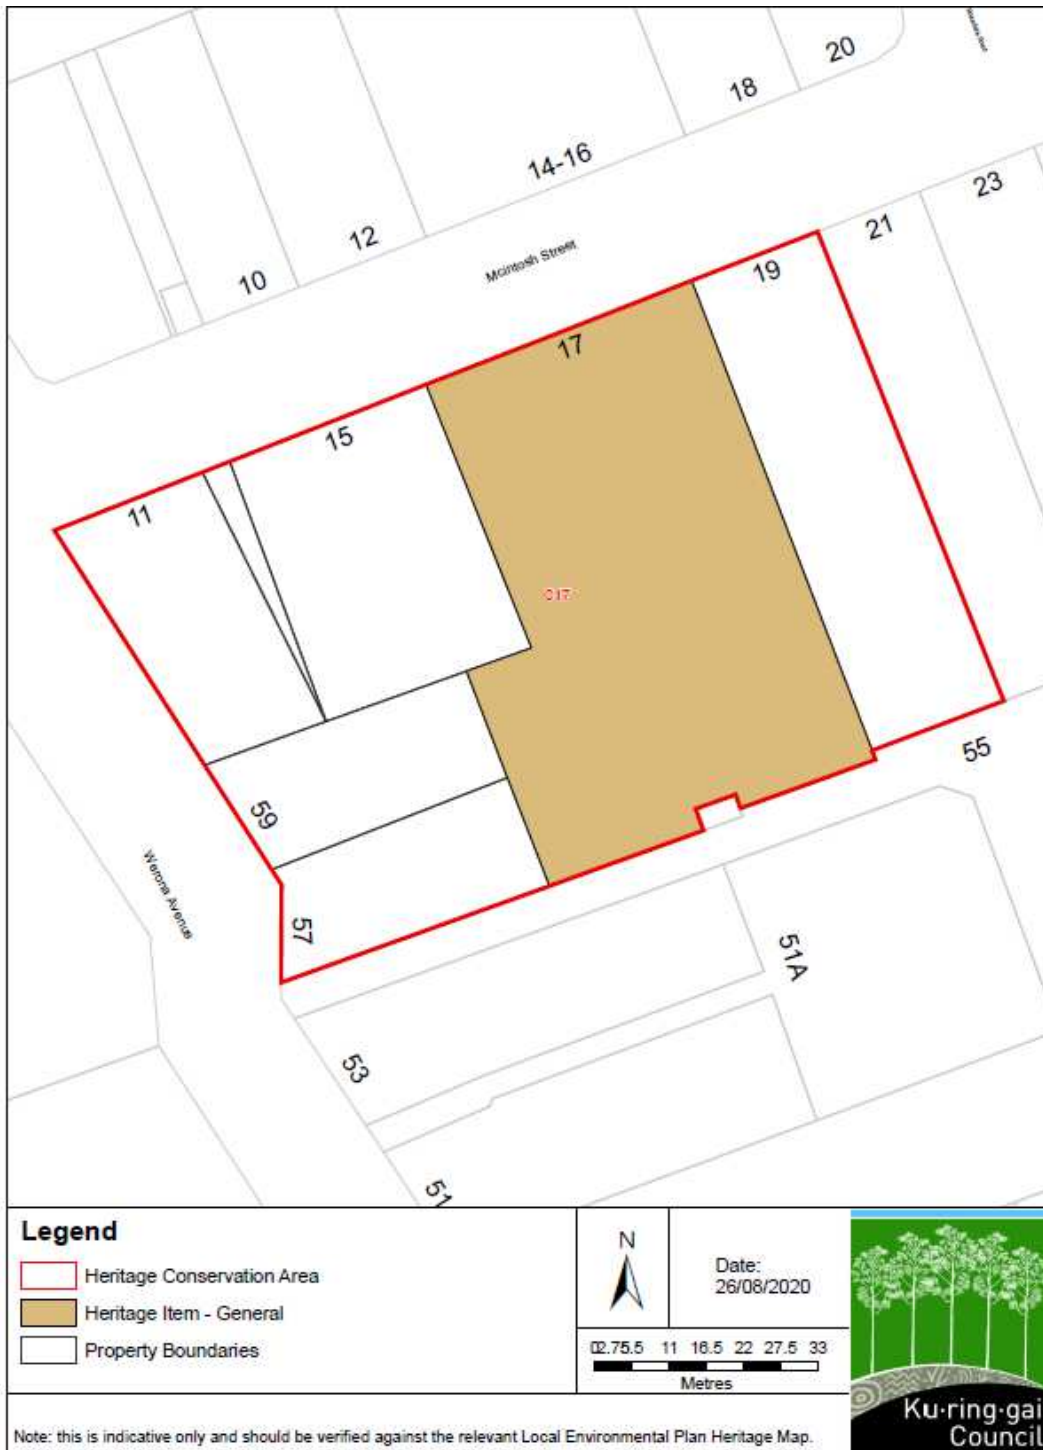 20
18
14-16
12
10
23
21
19
17
15
11
McIntosh Street
C17
55
59
57
Werona Avenue
51A
53
51
Legend
Heritage Conservation Area
Heritage Item - General
Property Boundaries
N
Date:
26/08/2020
02.755.5 11 16.5 22 27.5 33
Metres
Ku·ring·gai
Council
Note: this is indicative only and should be verified against the relevant Local Environmental Plan Heritage Map.